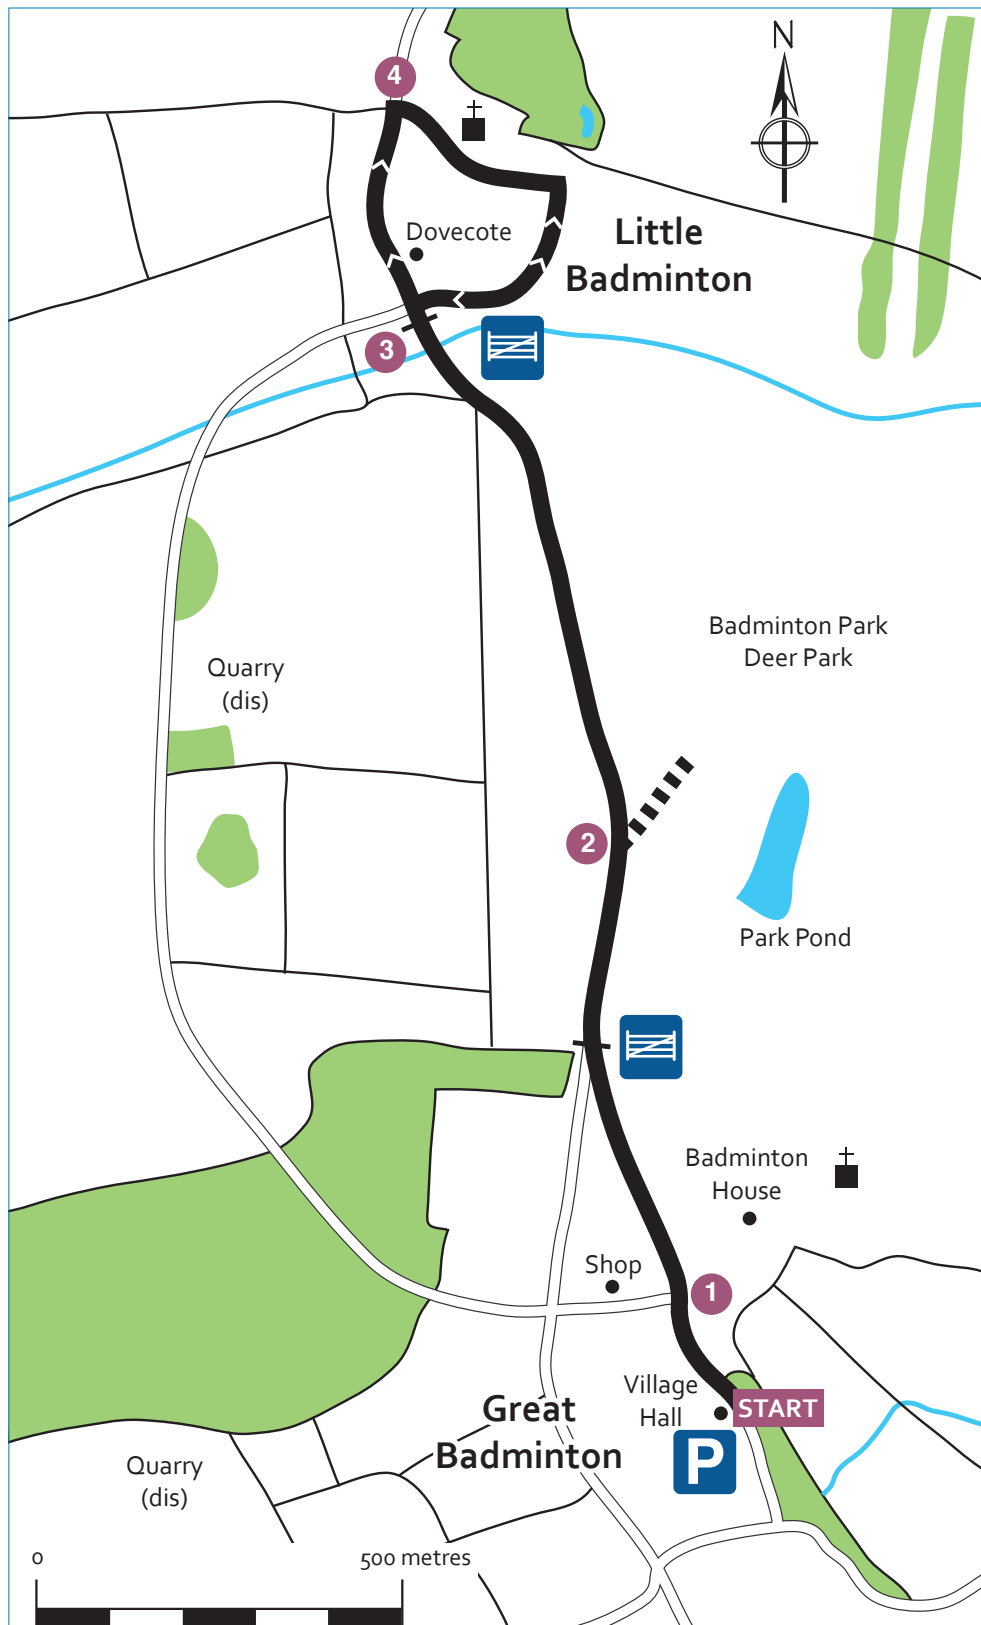 4
N
Dovecote
Little
Badminton
3
Badminton Park
Deer Park
Quarry
(dis)
2
Park Pond
Badminton
House
Shop
1
Village
Hall
START
Great
Badminton
P
Quarry
(dis)
0
500 metres